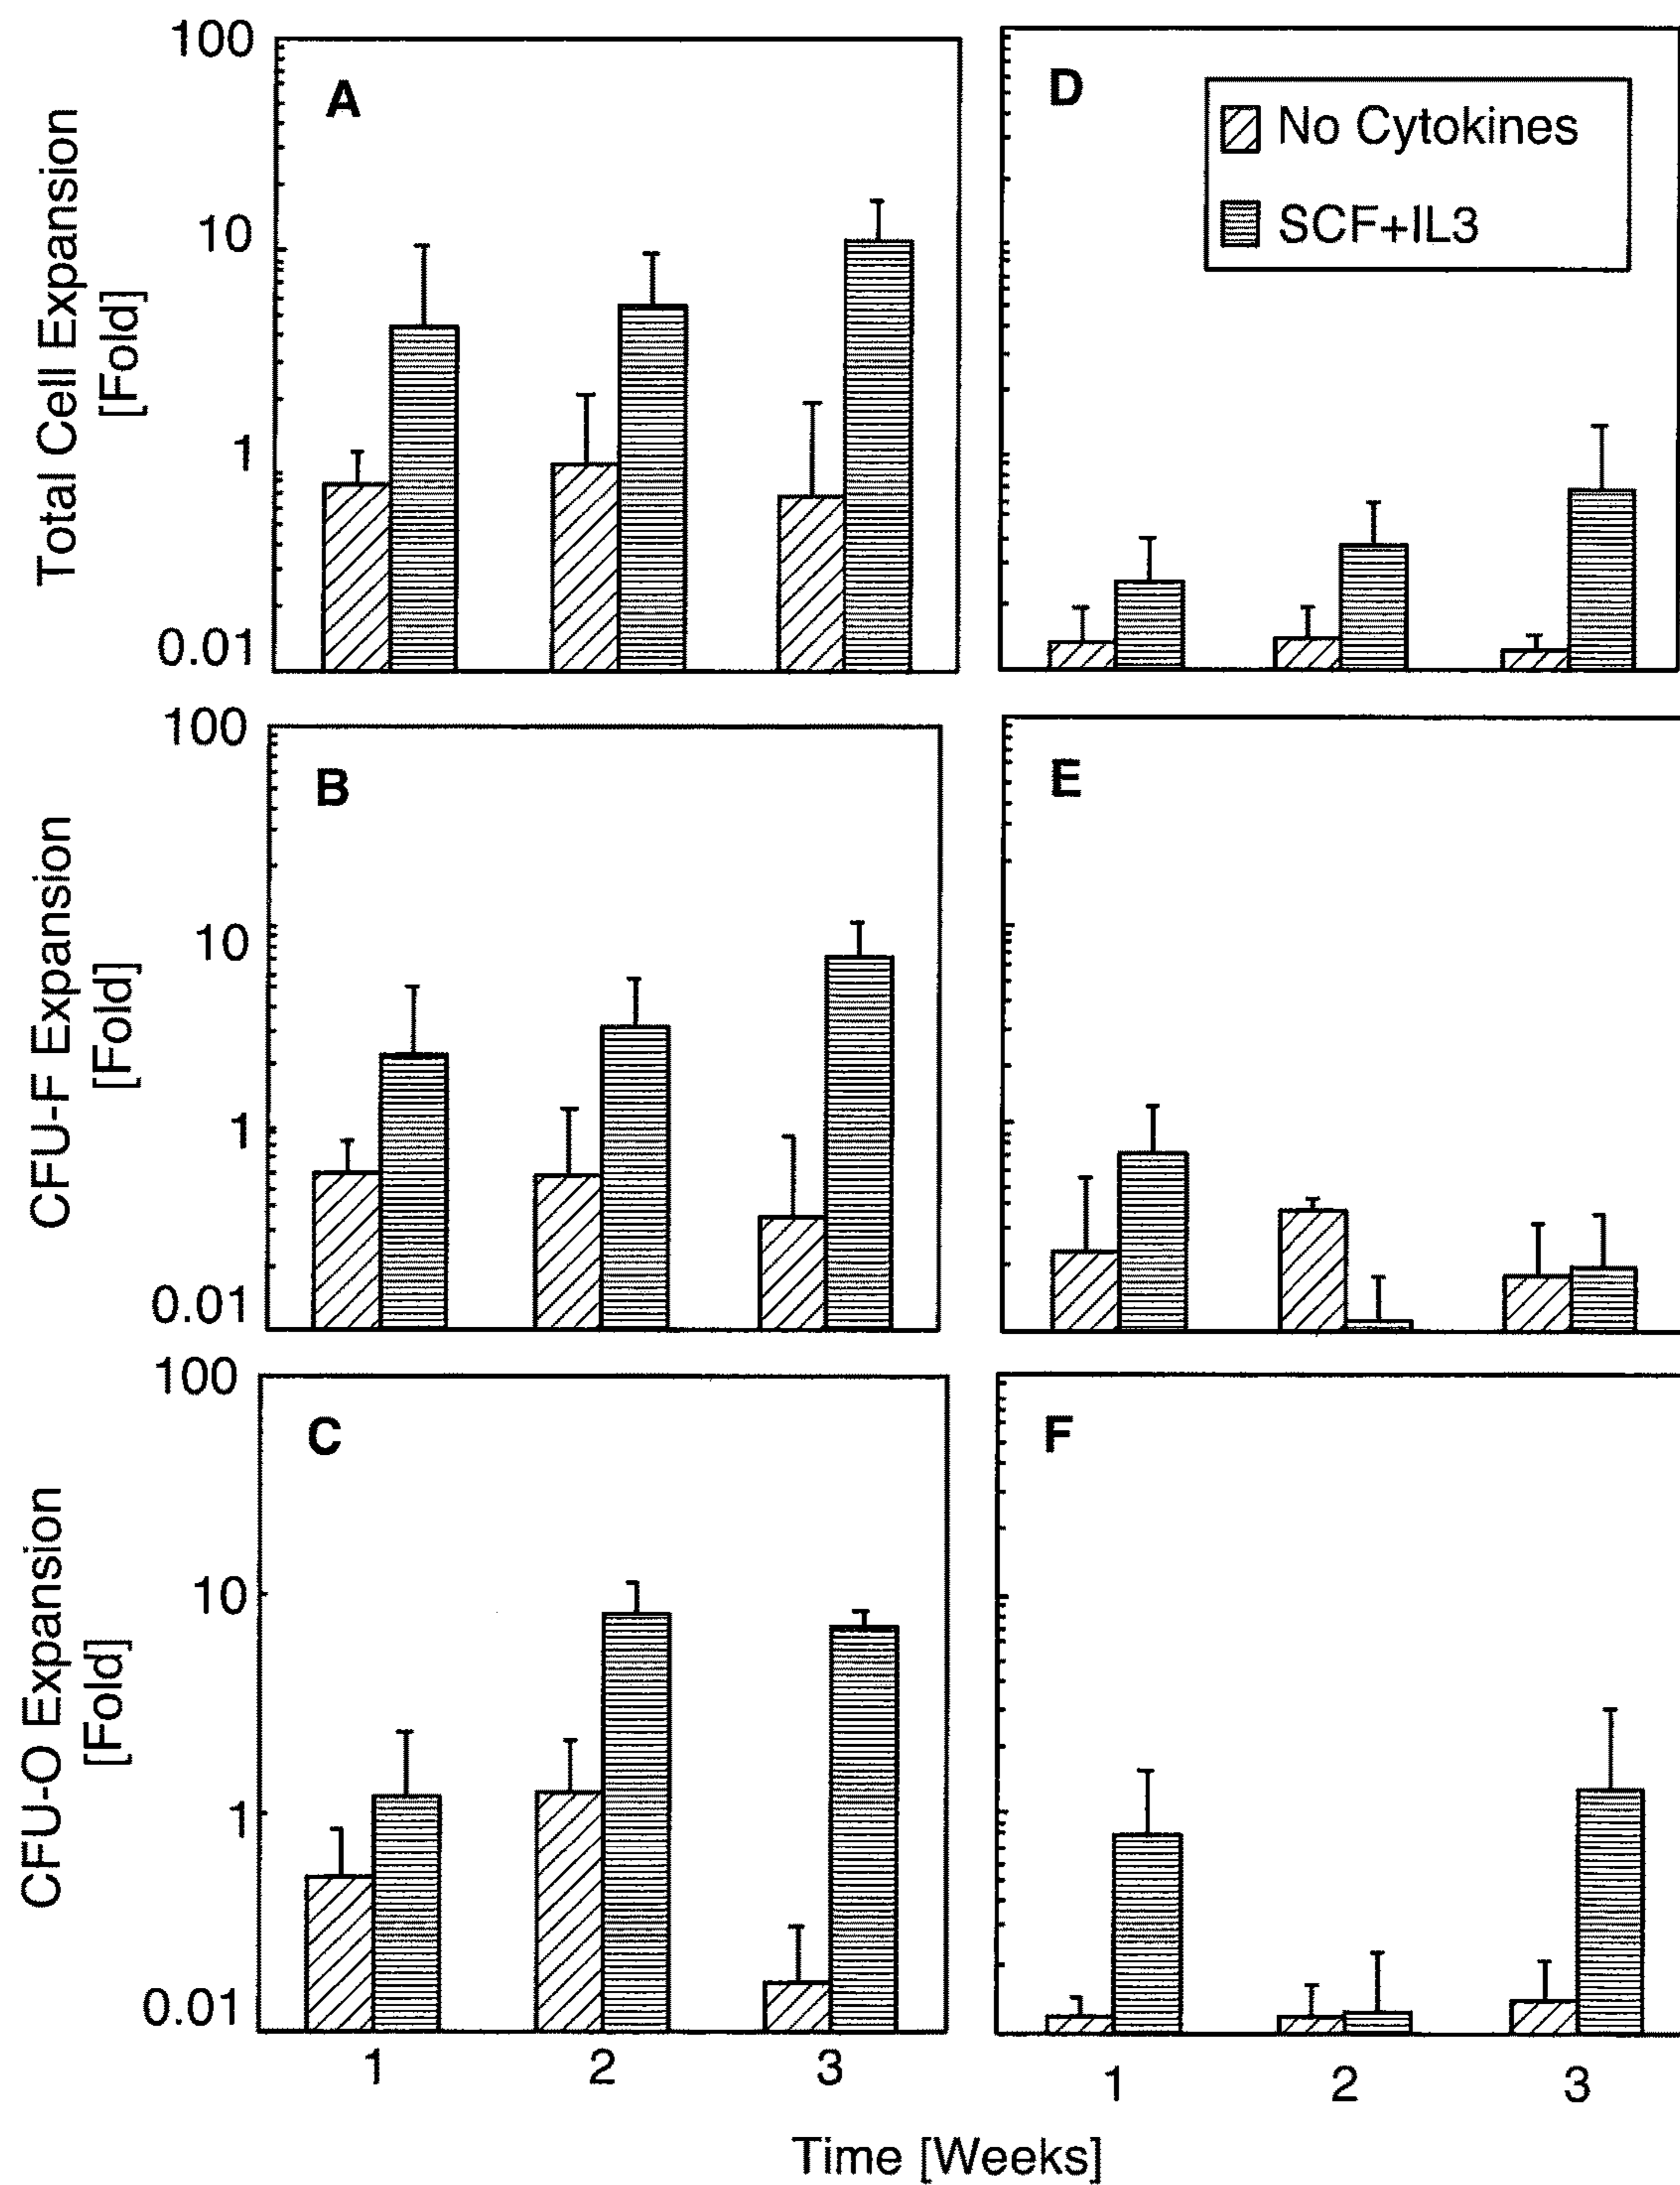 Total Cell Expansion
[Fold]
100
10
1
0.01
A
D
No Cytokines
SCF+IL3
CFU-F Expansion
[Fold]
100
10
1
0.01
B
E
CFU-O Expansion
[Fold]
100
10
1
0.01
C
F
1 2 3
1 2 3
Time [Weeks]